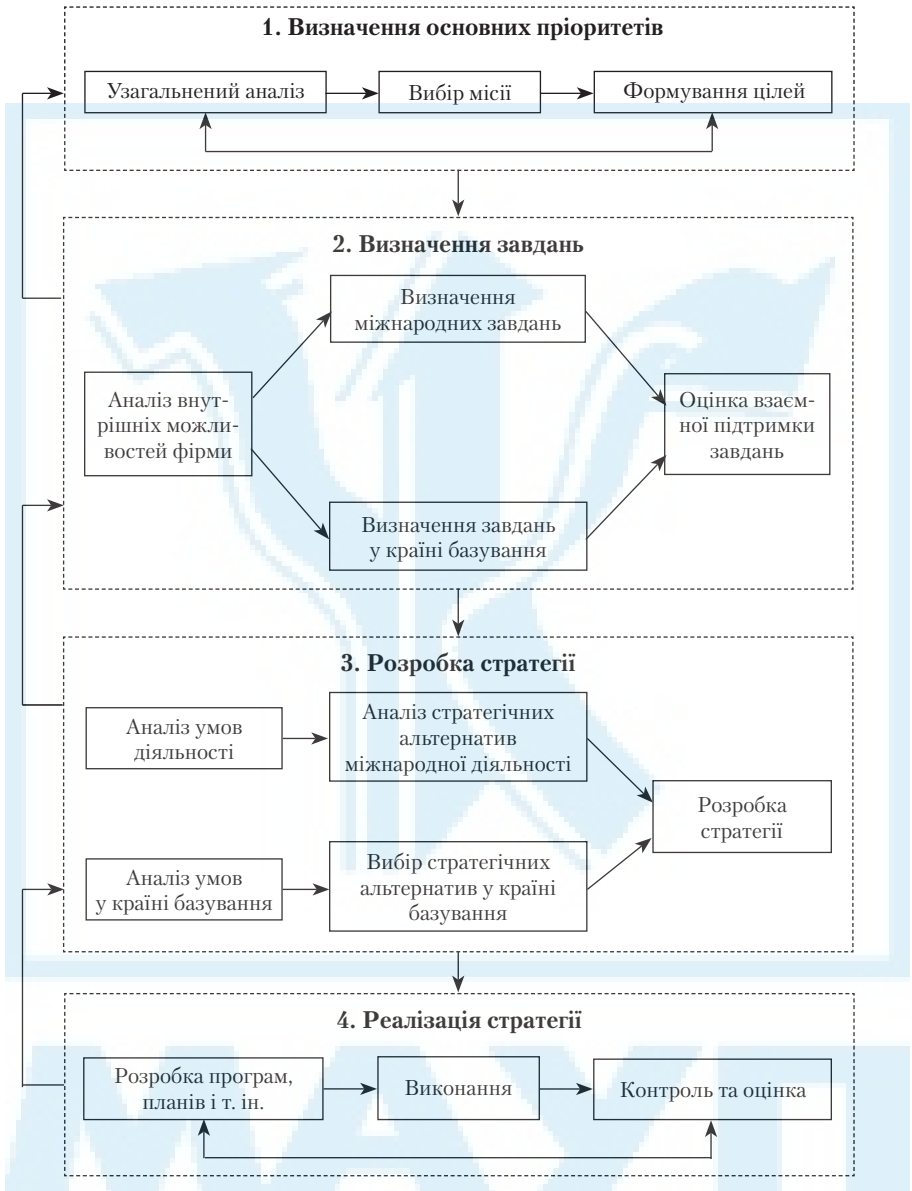 1. Визначення основних пріоритетів
Узагальнений аналіз
Вибір місії
Формування цілей
2. Визначення завдань
Визначення
міжнародних завдань
Аналіз внут-
рішніх можли-
востей фірми
Оцінка взаєм-
ної підтримки
завдань
Визначення завдань
у країні базування
3. Розробка стратегії
Аналіз умов
діяльності
Аналіз стратегічних
альтернатив
міжнародної діяльності
Розробка
стратегії
Аналіз умов
у країні базування
Вибір стратегічних
альтернатив у країні
базування
4. Реалізація стратегії
Розробка програм,
планів і т. ін.
Виконання
Контроль та оцінка
МАУП